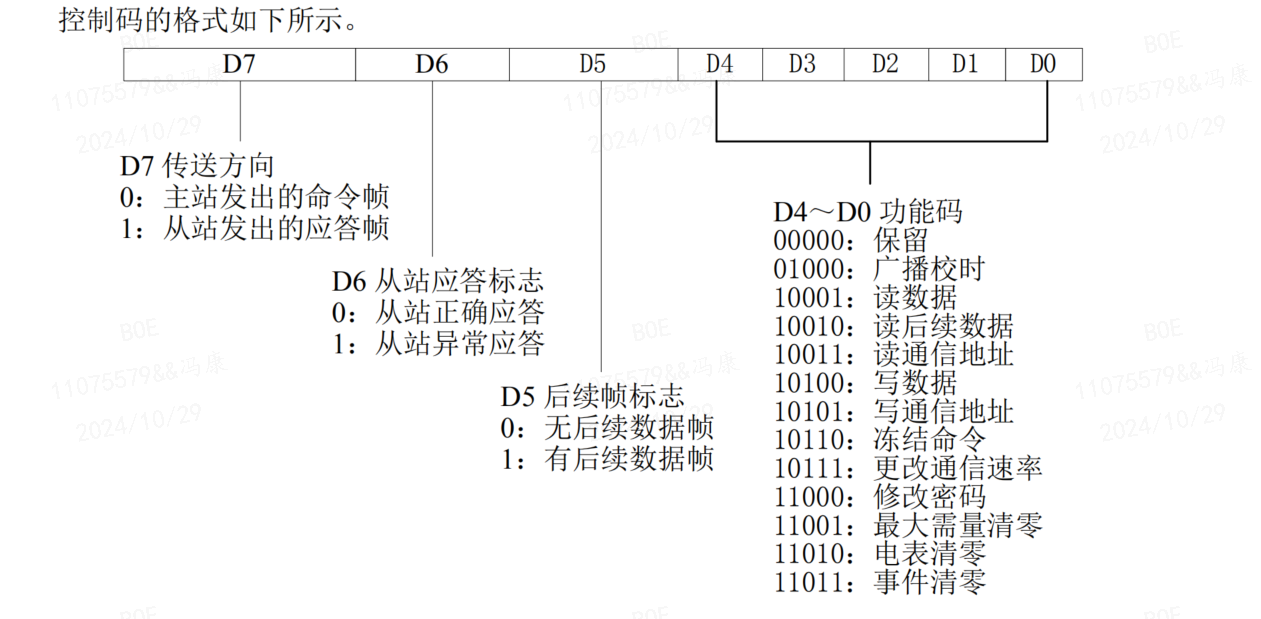 控制码的格式如下所示。
D7 D6 D5 D4 D3 D2 D1 D0
D7 传送方向
0：主站发出的命令帧
1：从站发出的应答帧
D6 从站应答标志
0：从站正确应答
1：从站异常应答
D5 后续帧标志
0：无后续数据帧
1：有后续数据帧
D4～D0 功能码
00000：保留
01000：广播校时
10001：读数据
10010：读后续数据
10011：读通信地址
10100：写数据
10101：写通信地址
10110：冻结命令
10111：更改通信速率
11000：修改密码
11001：最大需量清零
11010：电表清零
11011：事件清零
BOE
11075579&&冯康
2024/10/29
BOE
11075579&&冯康
2024/10/29
BOE
11075579&&冯康
2024/10/29
BOE
11075579&&冯康
2024/10/29
BOE
11075579&&冯康
BOE
11075579&&冯康
2024/10/29
BOE
BOE
BOE